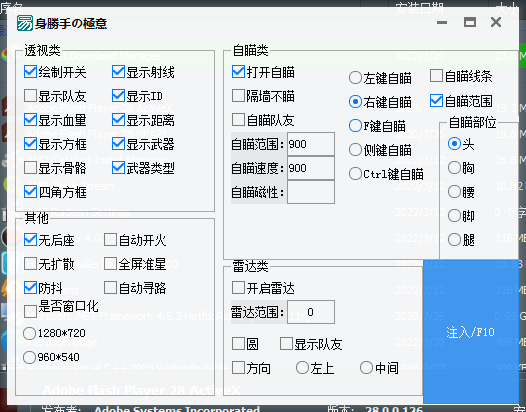 身勝手の極意
透视类
绘制开关 显示射线
显示队友 显示ID
显示血量 显示距离
显示方框 显示武器
显示骨骼 武器类型
四角方框
其他
无后座 自动开火
无扩散 全屏准星
防抖 自动寻路
是否窗口化
1280*720
960*540
自瞄类
打开自瞄
隔墙不瞄
自瞄队友
自瞄范围: 900
自瞄速度: 900
自瞄磁性:
左键自瞄
右键自瞄
F键自瞄
侧键自瞄
Ctrl键自瞄
自瞄线条
自瞄范围
自瞄部位
头
胸
腰
脚
腿
雷达类
开启雷达
雷达范围: 0
圆 显示队友
方向 左上 中间
注入/F10
Adobe Flash Player 28 ActiveX
Adobe Systems Incorporated 版本: 28.0.0.126